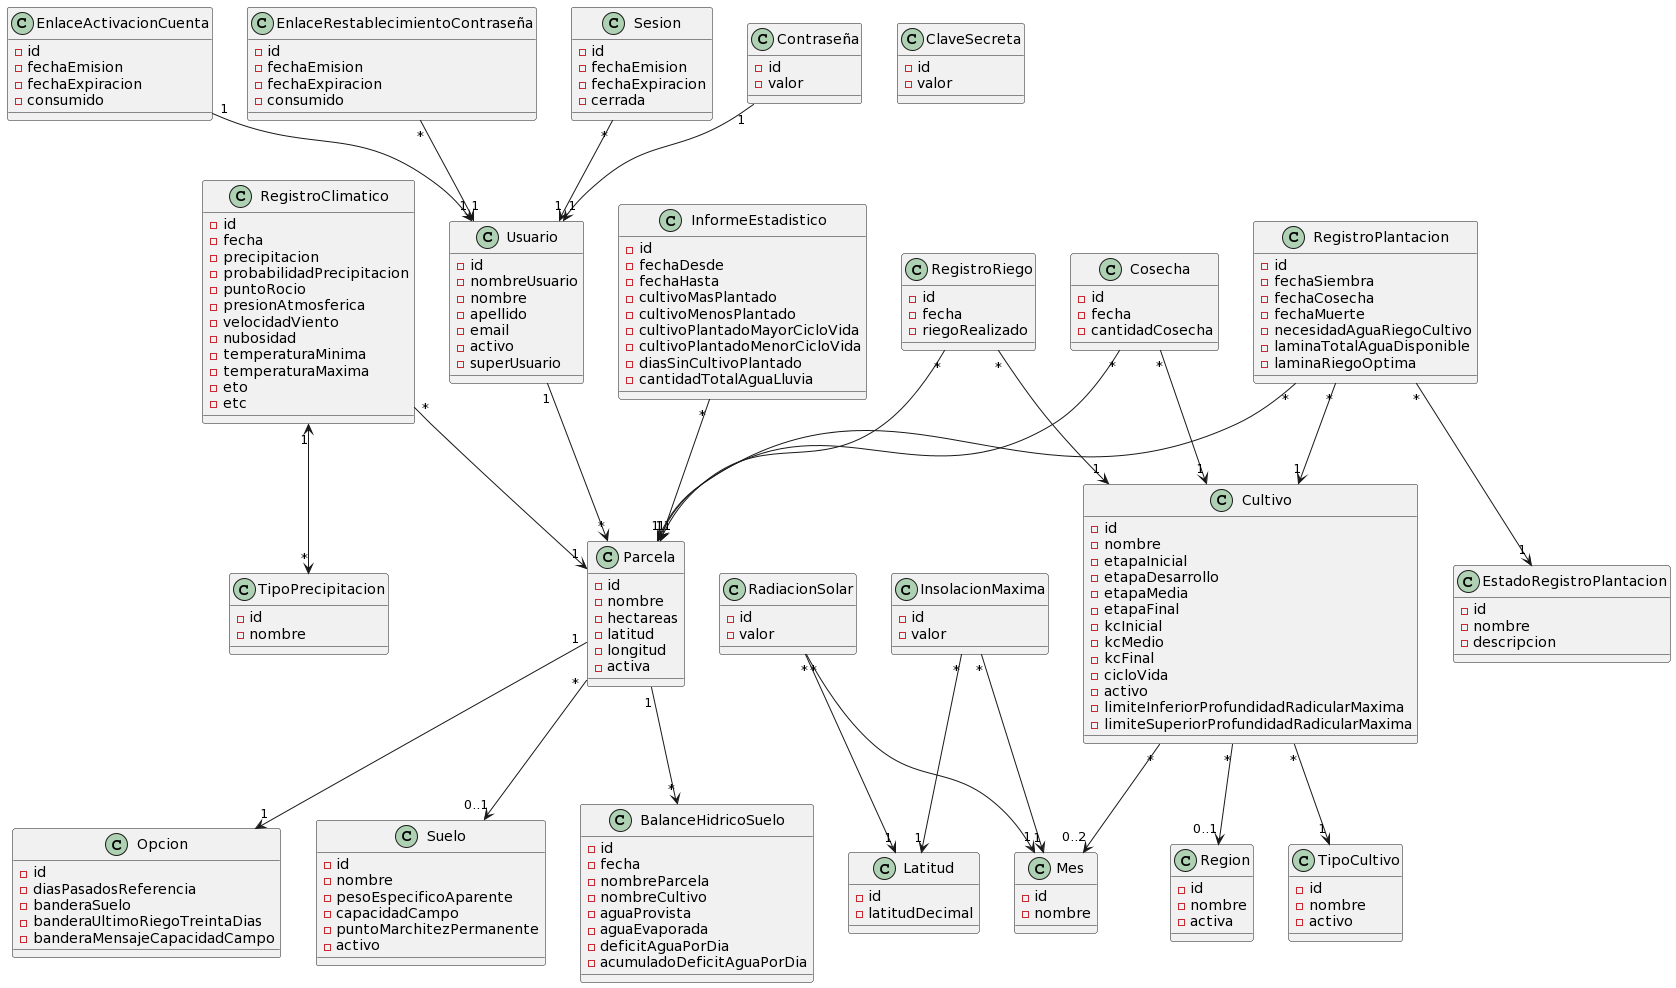 EnlaceActivacionCuenta
id
fechaEmision
fechaExpiracion
consumido
EnlaceRestablecimientoContraseña
id
fechaEmision
fechaExpiracion
consumido
Sesion
id
fechaEmision
fechaExpiracion
cerrada
Contraseña
id
valor
ClaveSecreta
id
valor
1
*
*
1
1
1
1
1
RegistroClimatico
id
fecha
precipitacion
probabilidadPrecipitacion
puntoRocio
presionAtmosferica
velocidadViento
nubosidad
temperaturaMinima
temperaturaMaxima
eto
etc
Usuario
id
nombreUsuario
nombre
apellido
email
activo
superUsuario
InformeEstadistico
id
fechaDesde
fechaHasta
cultivoMasPlantado
cultivoMenosPlantado
cultivoPlantadoMayorCicloVida
cultivoPlantadoMenorCicloVida
diasSinCultivoPlantado
cantidadTotalAguaLluvia
RegistroRiego
id
fecha
riegoRealizado
Cosecha
id
fecha
cantidadCosecha
RegistroPlantacion
id
fechaSiembra
fechaCosecha
fechaMuerte
necesidadAguaRiegoCultivo
laminaTotalAguaDisponible
laminaRiegoOptima
*
*
*
*
*
*
*
1
*
*
1
1
1
1
Cultivo
id
nombre
etapaInicial
etapaDesarrollo
etapaMedia
etapaFinal
kcInicial
kcMedio
kcFinal
cicloVida
activo
limiteInferiorProfundidadRadicularMaxima
limiteSuperiorProfundidadRadicularMaxima
*
*
1
1
1
1
1
1
TipoPrecipitacion
id
nombre
Parcela
id
nombre
hectareas
latitud
longitud
activa
RadiacionSolar
id
valor
InsolacionMaxima
id
valor
EstadoRegistroPlantacion
id
nombre
descripcion
1
*
1
*
*
*
*
*
*
*
1
0..1
*
1
1
1
1
0..2
0..1
1
Opcion
id
diasPasadosReferencia
banderaSuelo
banderaUltimoRiegoTreintaDias
banderaMensajeCapacidadCampo
Suelo
id
nombre
pesoEspecificoAparente
capacidadCampo
puntoMarchitezPermanente
activo
BalanceHidricoSuelo
id
fecha
nombreParcela
nombreCultivo
aguaProvista
aguaEvaporada
deficitAguaPorDia
acumuladoDeficitAguaPorDia
Latitud
id
latitudDecimal
Mes
id
nombre
Region
id
nombre
activa
TipoCultivo
id
nombre
activo